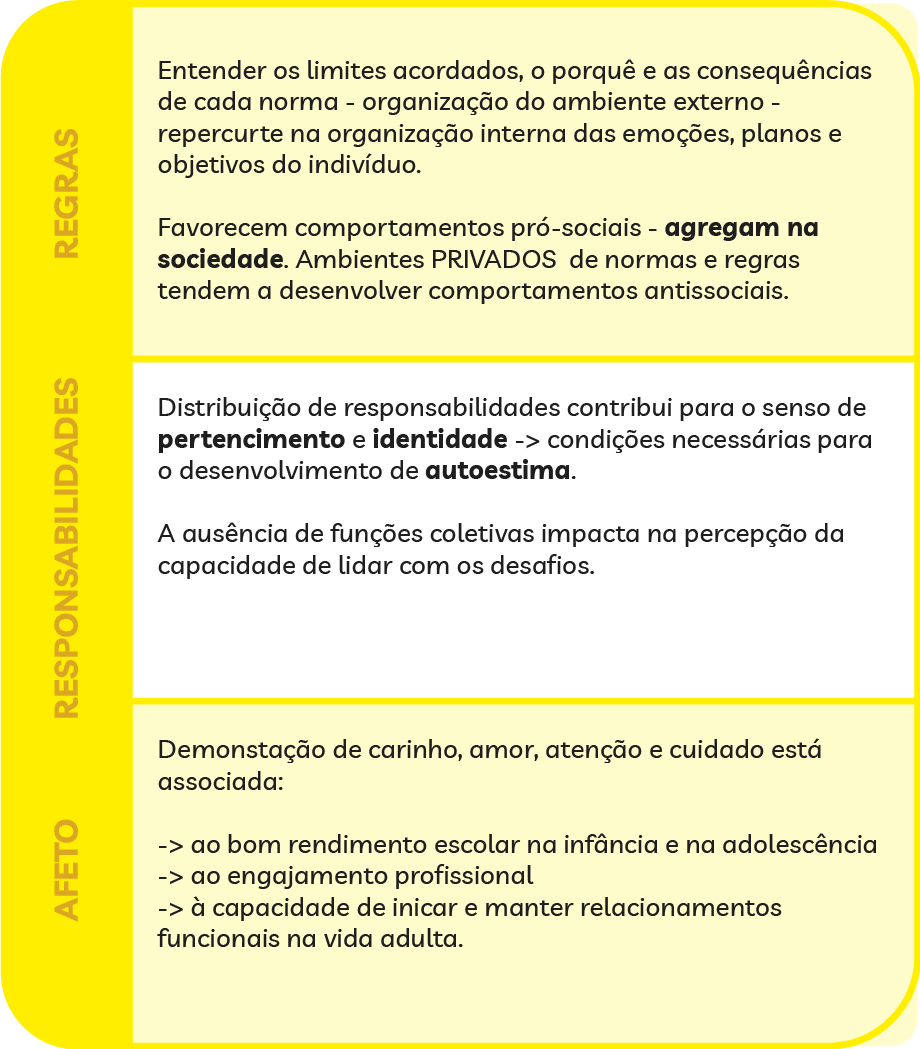 REGRAS
Entender os limites acordados, o porquê e as consequências
de cada norma - organização do ambiente externo -
repercurte na organização interna das emoções, planos e
objetivos do indivíduo.
Favorecem comportamentos pró-sociais - agregam na
sociedade. Ambientes PRIVADOS  de normas e regras
tendem a desenvolver comportamentos antissociais.
RESPONSABILIDADES
Distribuição de responsabilidades contribui para o senso de
pertencimento e identidade -> condições necessárias para
o desenvolvimento de autoestima.
A ausência de funções coletivas impacta na percepção da
capacidade de lidar com os desafios.
AFETO
Demonstação de carinho, amor, atenção e cuidado está
associada:
-> ao bom rendimento escolar na infância e na adolescência
-> ao engajamento profissional
-> à capacidade de inicar e manter relacionamentos
funcionais na vida adulta.